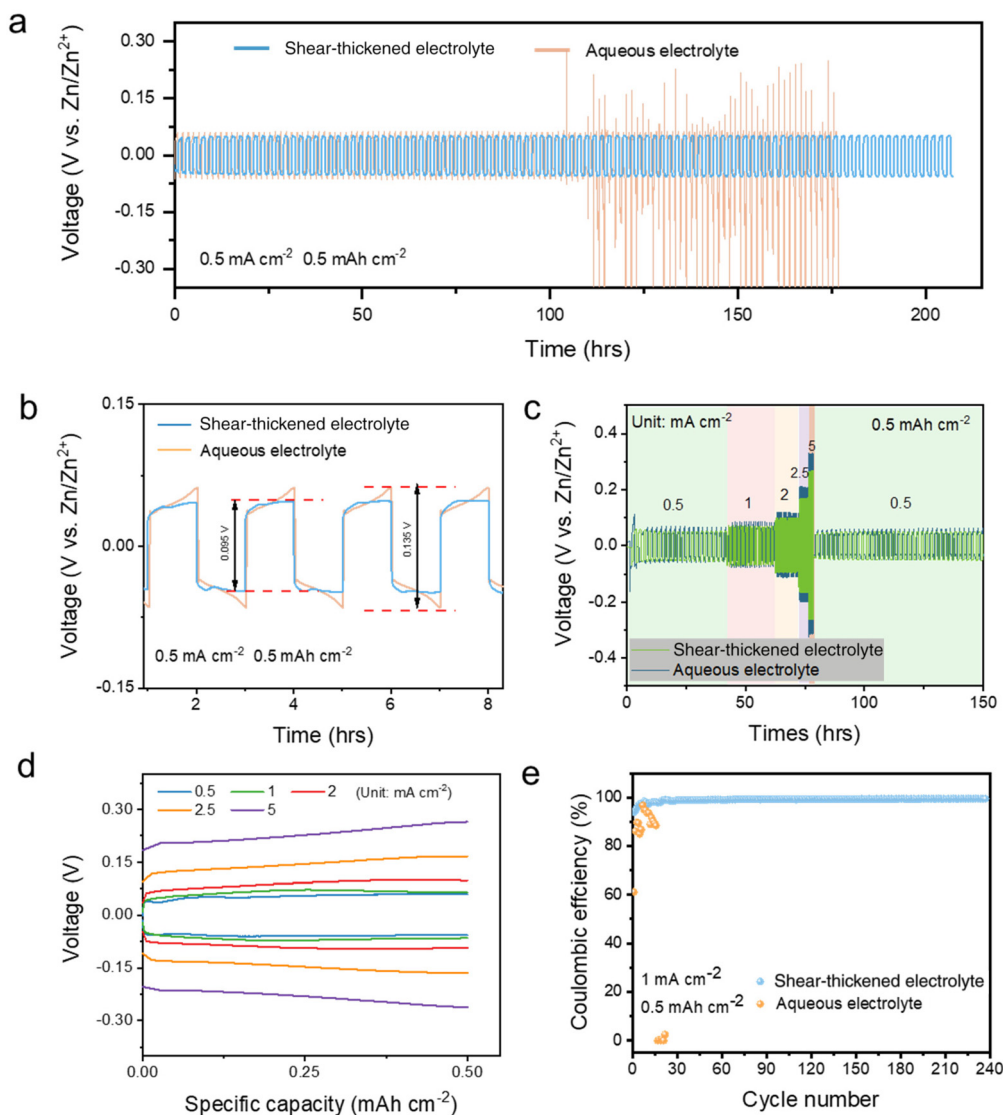 a
Shear-thickened electrolyte
Aqueous electrolyte
0.30
0.15
0.00
-0.15
-0.30
Voltage (V vs. Zn/Zn²⁺)
0.5 mA cm⁻² 0.5 mAh cm⁻²
0 50 100 150 200
Time (hrs)
b
0.15
0.00
-0.15
Voltage (V vs. Zn/Zn²⁺)
Shear-thickened electrolyte
Aqueous electrolyte
0.095 V
0.135 V
0.5 mA cm⁻² 0.5 mAh cm⁻²
2 4 6 8
Time (hrs)
c
Unit: mA cm⁻²
0.5 mAh cm⁻²
0.4
0.2
0.0
-0.2
-0.4
Voltage (V vs. Zn/Zn²⁺)
0.5
1
2
2.5
5
0.5
Shear-thickened electrolyte
Aqueous electrolyte
0 50 100 150
Times (hrs)
d
0.5 1 2 (Unit: mA cm⁻²)
2.5 5
0.30
0.15
0.00
-0.15
-0.30
Voltage (V)
0.00 0.25 0.50
Specific capacity (mAh cm⁻²)
e
100
80
60
40
20
0
Coulombic effciency (%)
1 mA cm⁻²
0.5 mAh cm⁻²
Shear-thickened electrolyte
Aqueous electrolyte
0 30 60 90 120 150 180 210 240
Cycle number